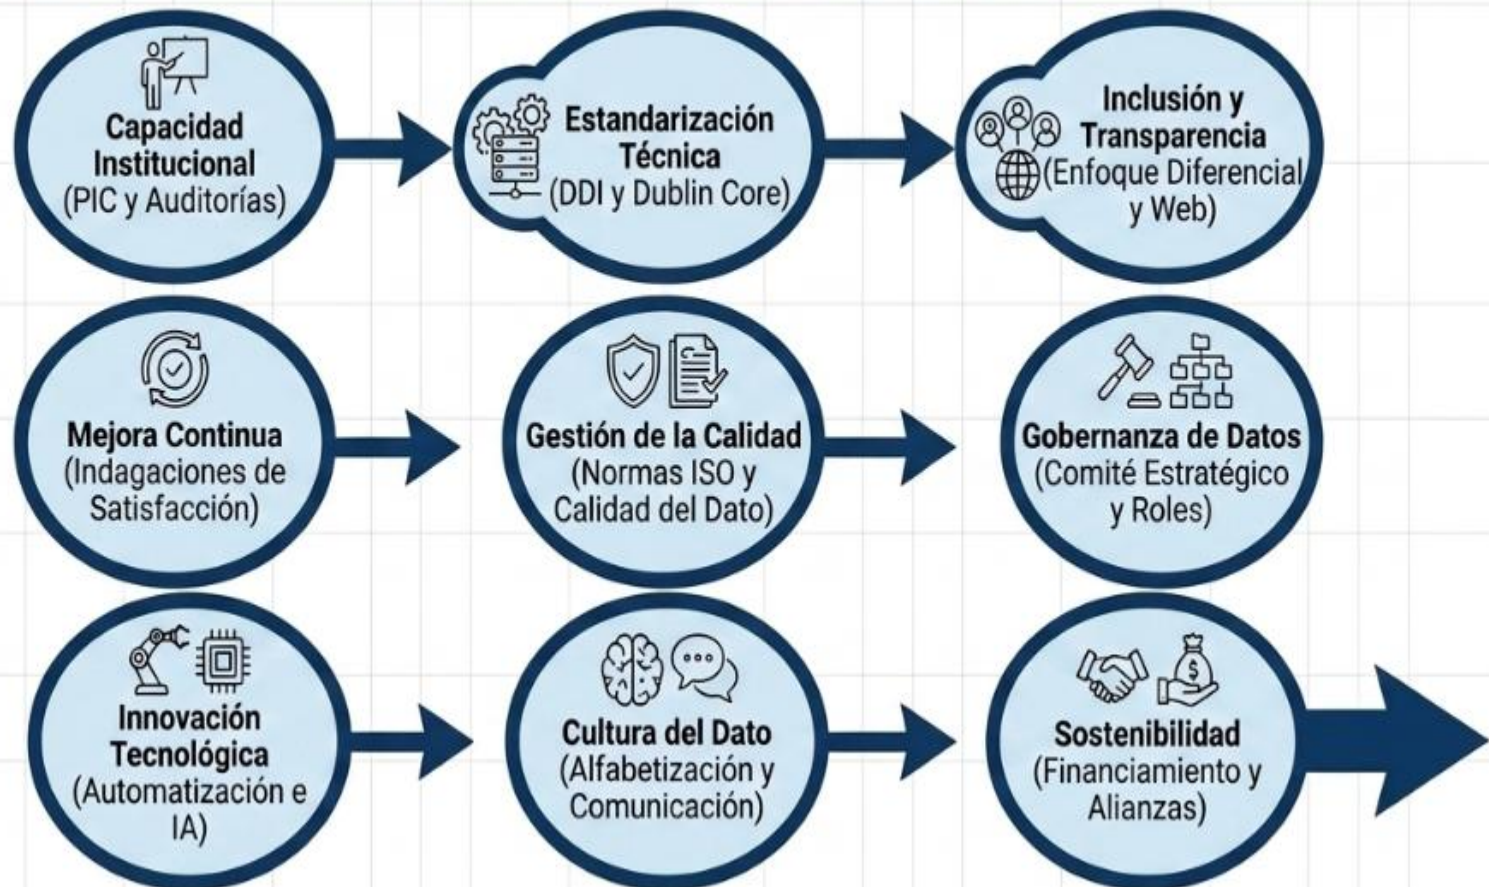 Capacidad
Institucional
(PIC y Auditorías)
Estandarización
Técnica
(DDI y Dublin Core)
Inclusión y
Transparencia
(Enfoque Diferencial
y Web)
Mejora Continua
(Indagaciones de
Satisfacción)
Gestión de la Calidad
(Normas ISO y
Calidad del Dato)
Gobernanza de Datos
(Comité Estratégico
y Roles)
Innovación
Tecnológica
(Automatización e
IA)
Cultura del Dato
(Alfabetización y
Comunicación)
$
Sostenibilidad
(Financiamiento y
Alianzas)